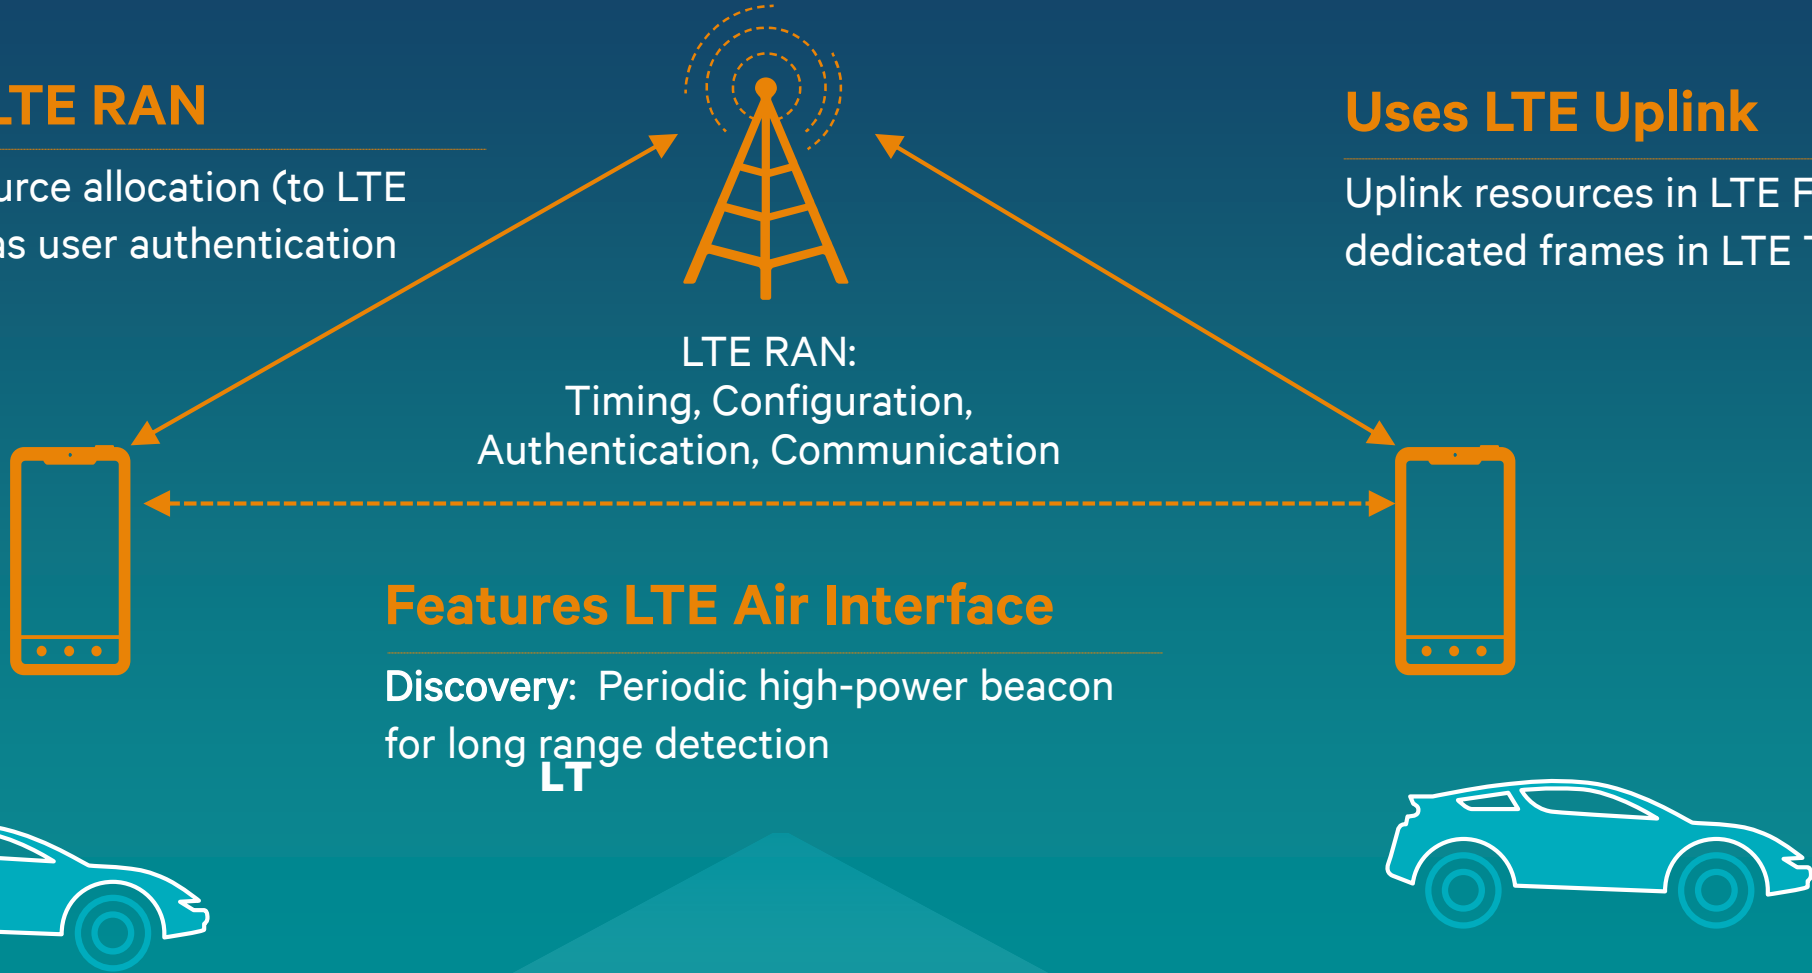 LTE RAN
urce allocation (to LTE
as user authentication
Uses LTE Uplink
Uplink resources in LTE F
dedicated frames in LTE T
LTE RAN:
Timing, Configuration,
Authentication, Communication
Features LTE Air Interface
Discovery: Periodic high-power beacon
for long range detection
LT